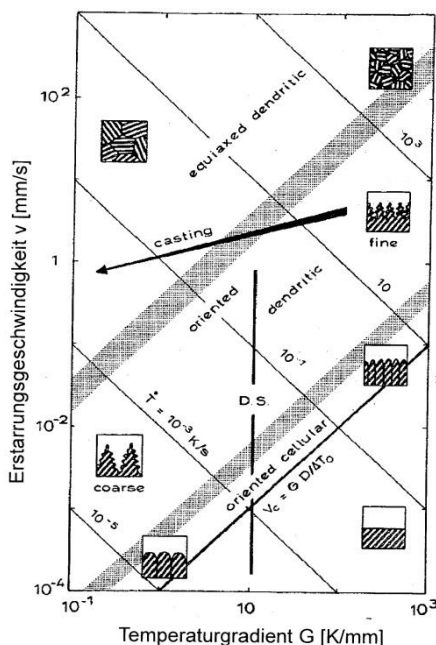 Erstarrungsgeschwindigkeit v [mm/s]
10²
1
10⁻²
10⁻⁴
10⁻¹
10
10³
Temperaturgradient G [K/mm]
equiaxed dendritic
10³
casting
fine
oriented dendritic
10
10⁻¹
D.S.
Ṫ = 10⁻³ K/s
coarse
10⁻⁵
oriented cellular
V_c = G D/ΔT₀